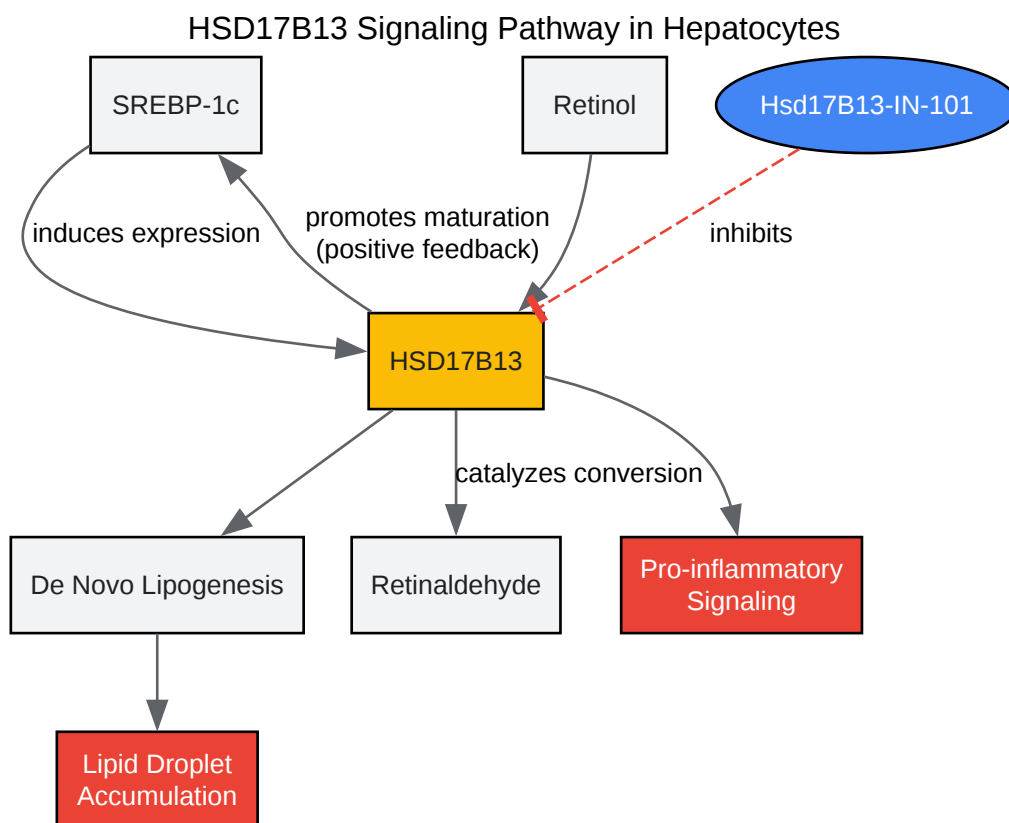 HSD17B13 Signaling Pathway in Hepatocytes
SREBP-1c
Retinol
Hsd17B13-IN-101
induces expression
promotes maturation
(positive feedback)
inhibits
HSD17B13
catalyzes conversion
De Novo Lipogenesis
Retinaldehyde
Pro-inflammatory
Signaling
Lipid Droplet
Accumulation